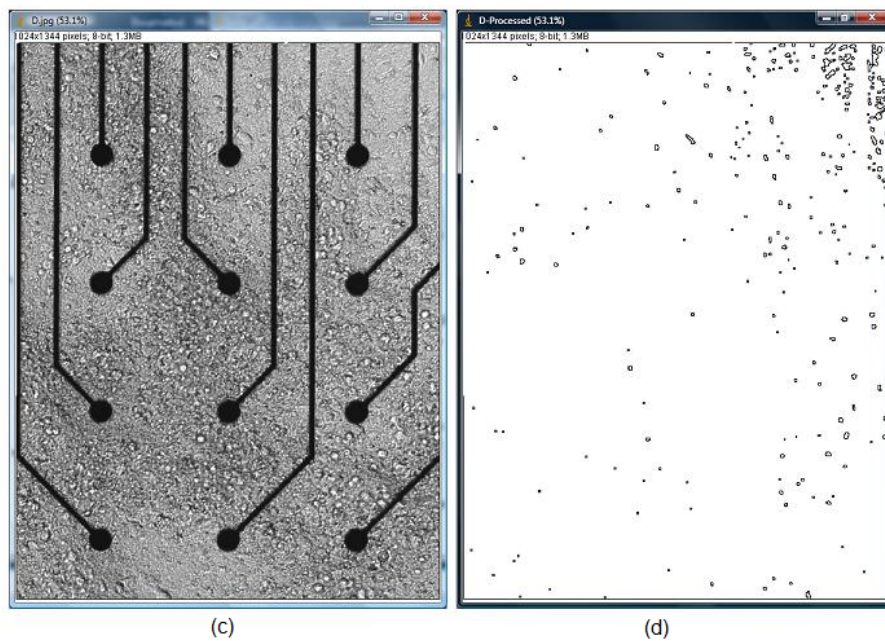 D.jpg (53.1%)
1024x1344 pixels; 8-bit; 1.3MB
D-Processed (53.1%)
1024x1344 pixels; 8-bit; 1.3MB
(c)
(d)